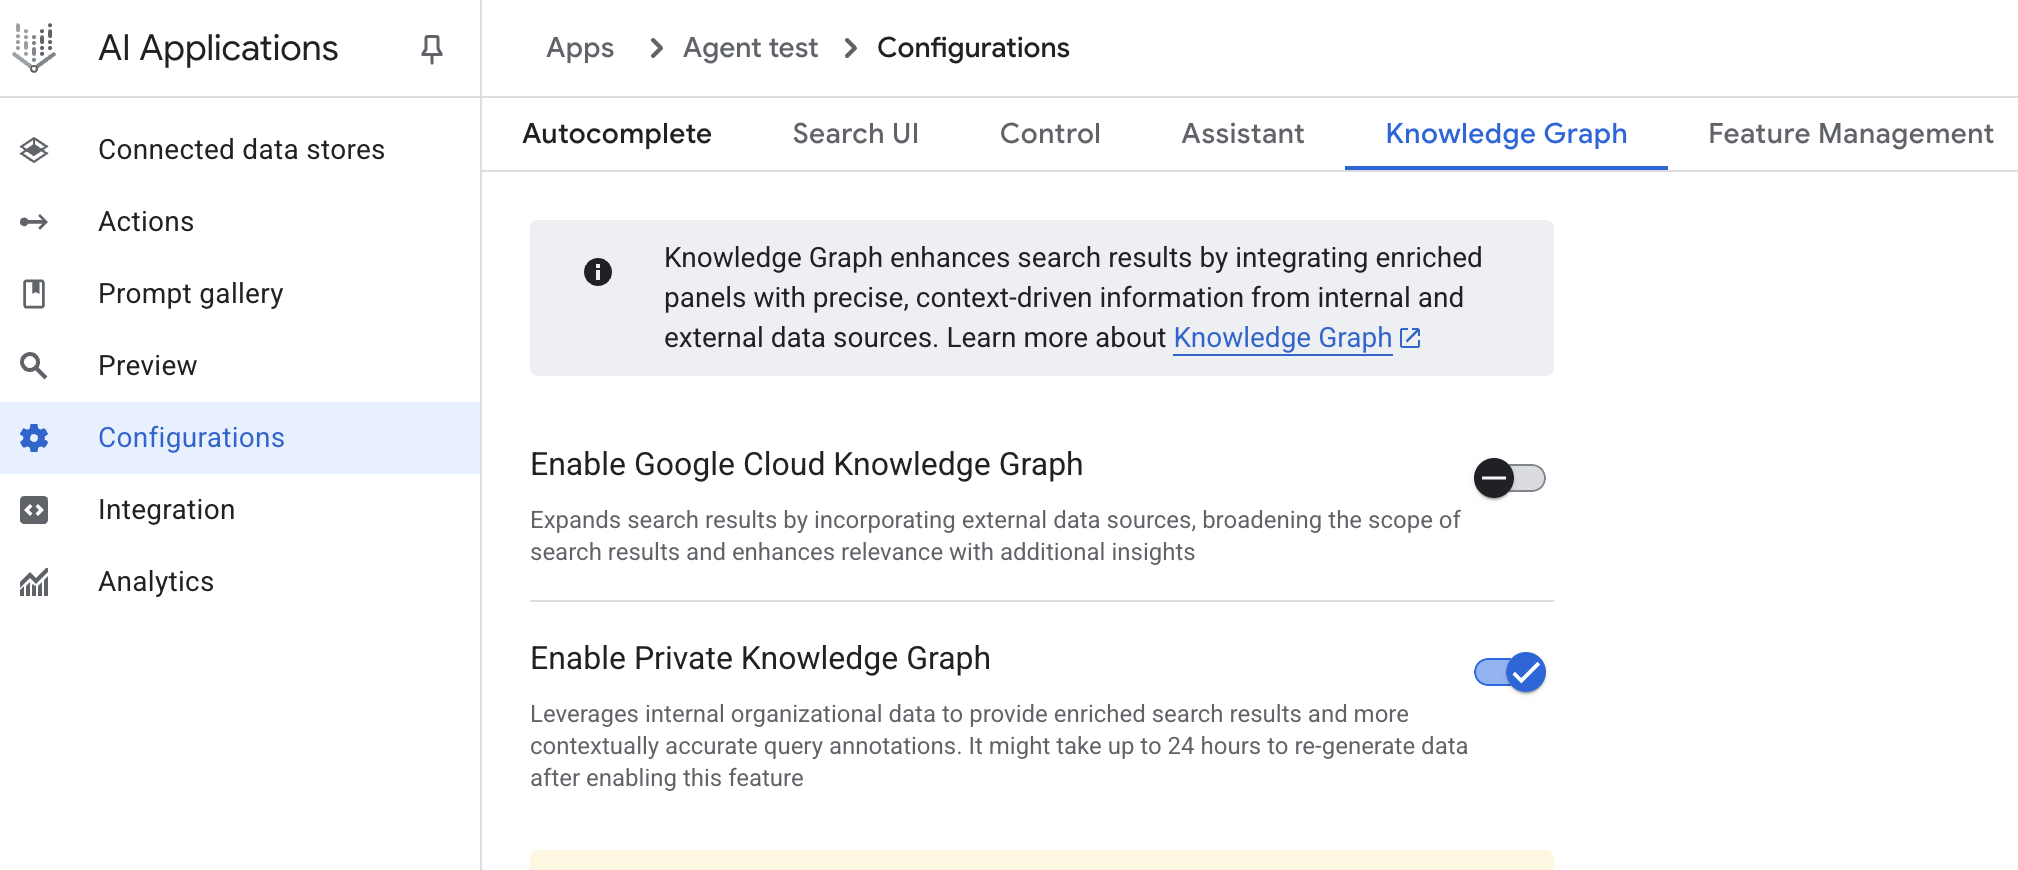 AI Applications
Apps
Agent test
Configurations
Connected data stores
Actions
Prompt gallery
Preview
Configurations
Integration
Analytics
Autocomplete
Search UI
Control
Assistant
Knowledge Graph
Feature Management
Knowledge Graph enhances search results by integrating enriched
panels with precise, context-driven information from internal and
external data sources. Learn more about Knowledge Graph
Enable Google Cloud Knowledge Graph
Expands search results by incorporating external data sources, broadening the scope of
search results and enhances relevance with additional insights
Enable Private Knowledge Graph
Leverages internal organizational data to provide enriched search results and more
contextually accurate query annotations. It might take up to 24 hours to re-generate data
after enabling this feature